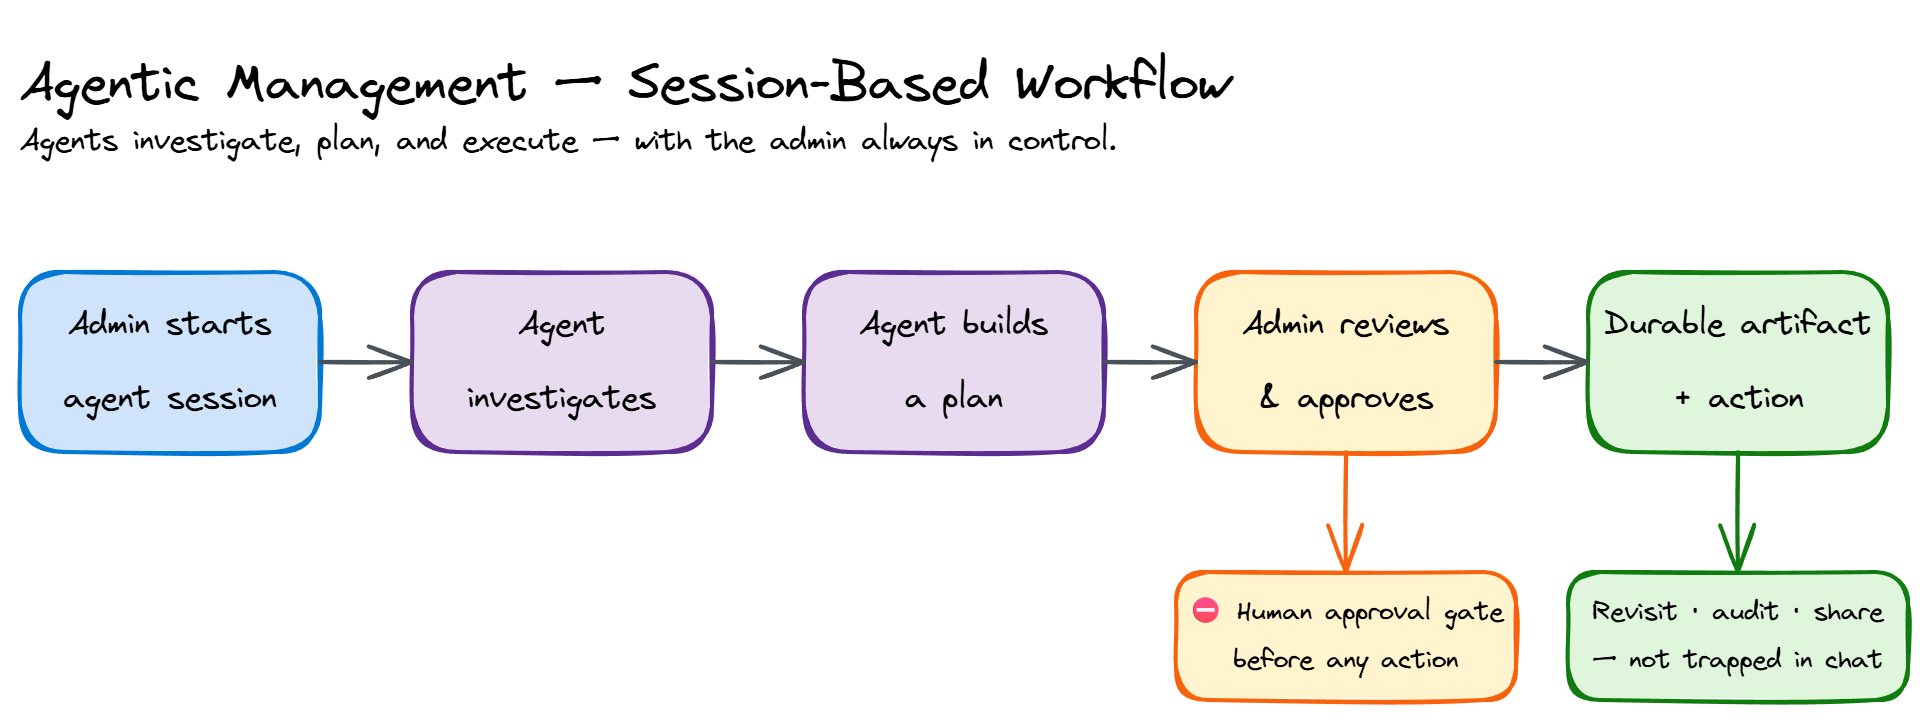 Agentic Management — Session-Based Workflow
Agents investigate, plan, and execute — with the admin always in control.
Admin starts
agent session
Agent
investigates
Agent builds
a plan
Admin reviews
& approves
Durable artifact
+ action
⛔ Human approval gate
before any action
Revisit · audit · share
— not trapped in chat